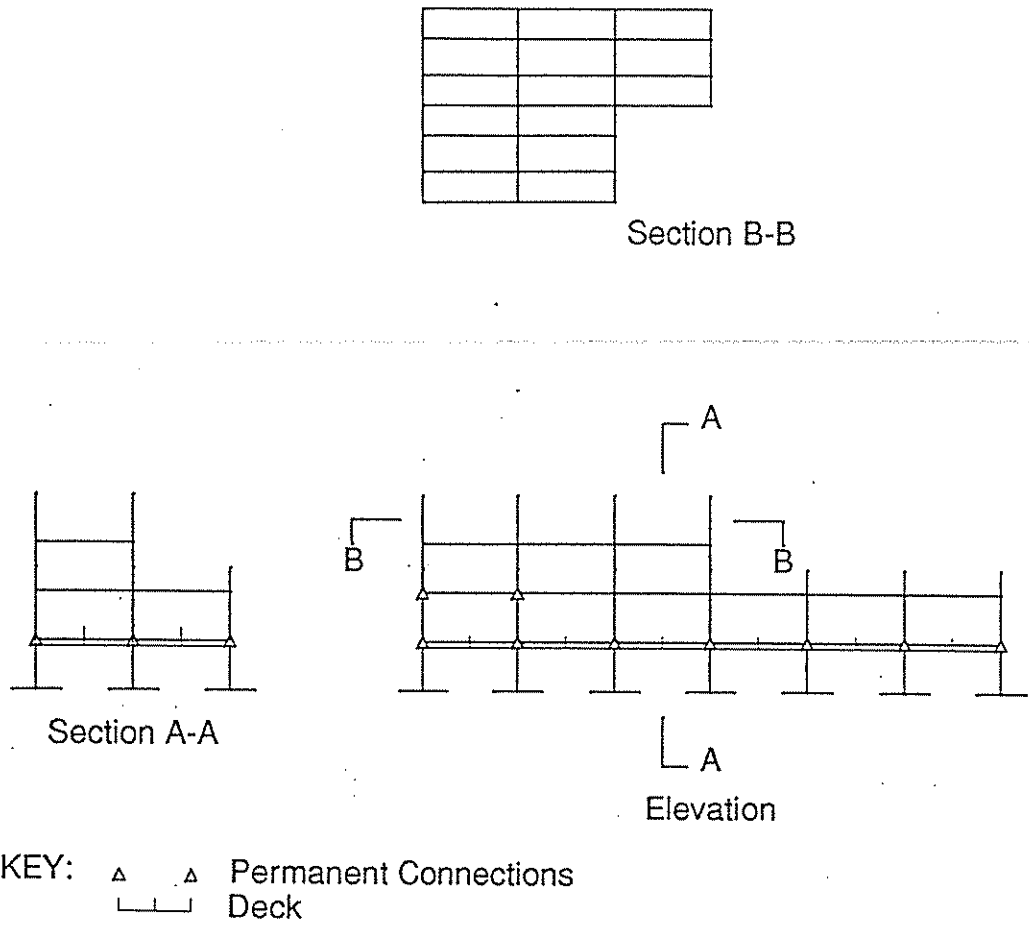 Section B-B
A
B
B
Section A-A
A
Elevation
KEY:
Permanent Connections
Deck